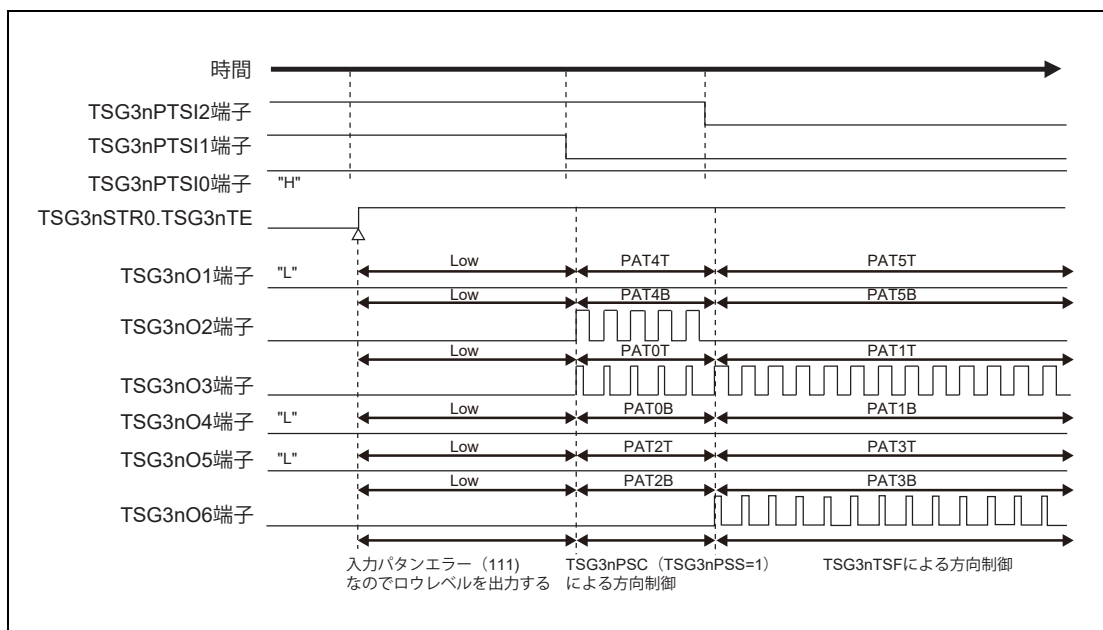 時間
TSG3nPTSI2端子
TSG3nPTSI1端子
TSG3nPTSI0端子 "H"
TSG3nSTR0.TSG3nTE
Low PAT4T PAT5T
TSG3nO1端子 "L"
Low PAT4B PAT5B
TSG3nO2端子
Low PAT0T PAT1T
TSG3nO3端子
TSG3nO4端子 "L" Low PAT0B PAT1B
TSG3nO5端子 "L" Low PAT2T PAT3T
Low PAT2B PAT3B
TSG3nO6端子
入力パタンエラー（111） TSG3nPSC（TSG3nPSS=1） TSG3nTSFによる方向制御
なのでロウレベルを出力する による方向制御